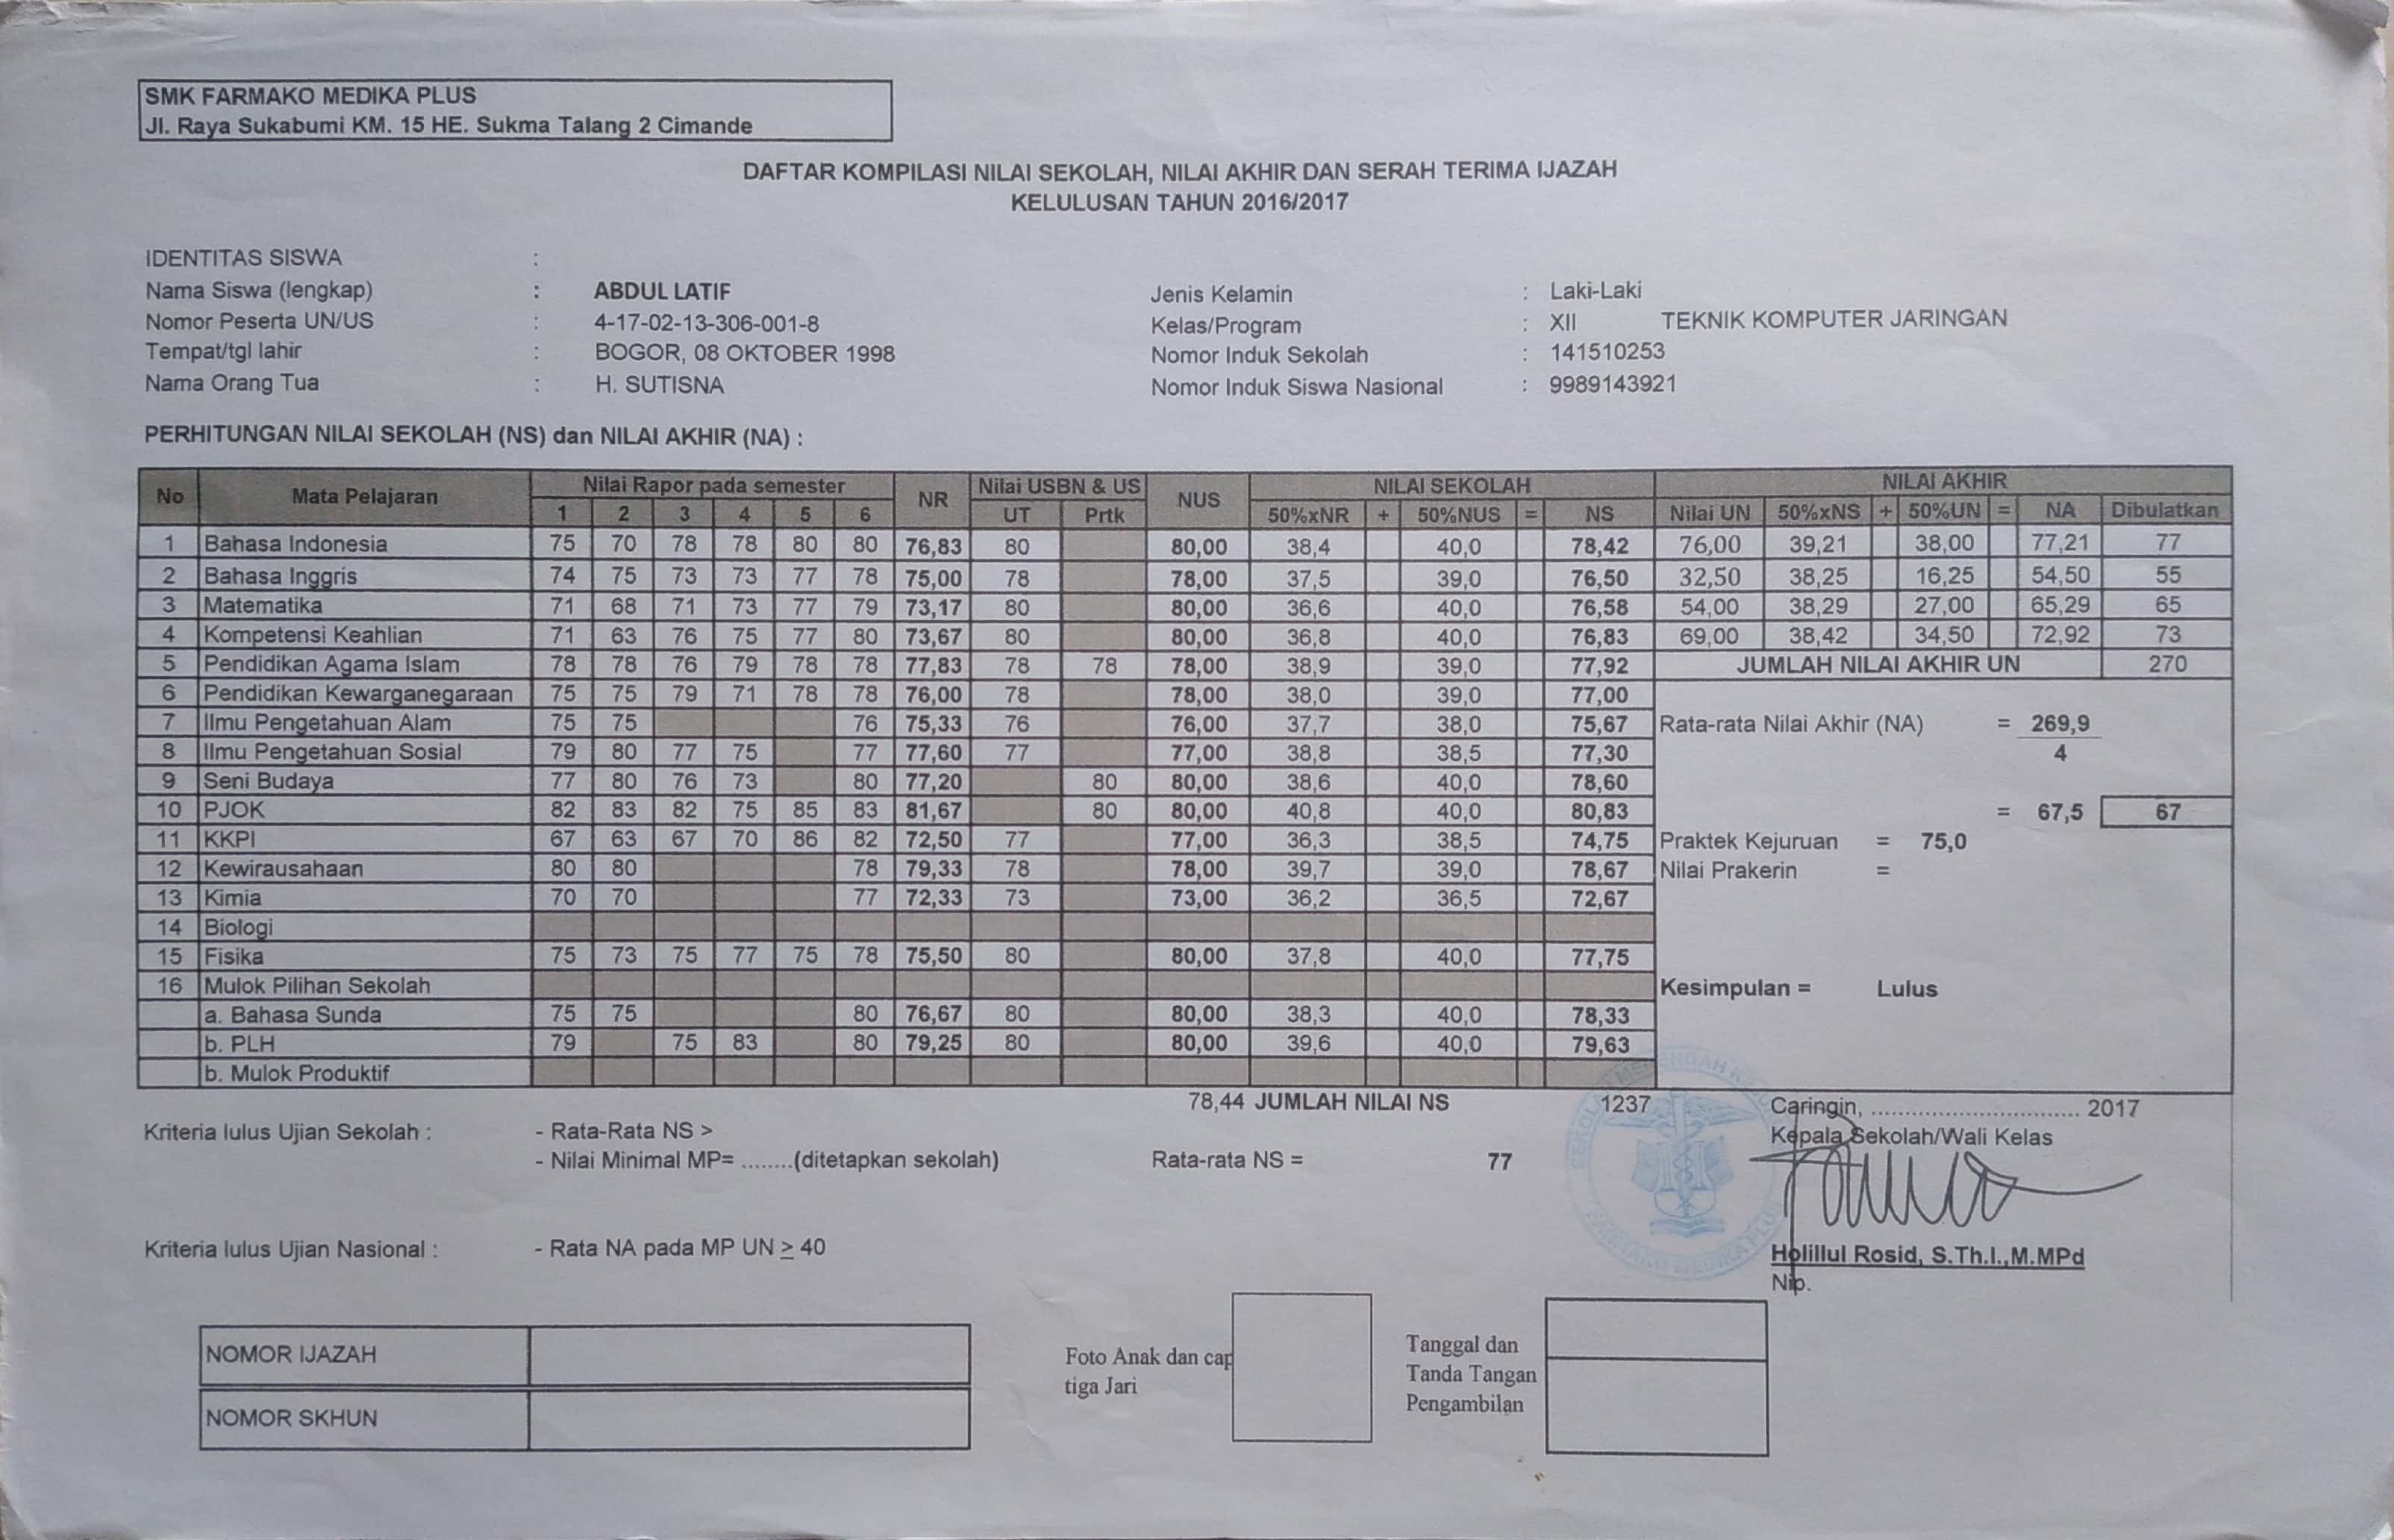 SMK FARMAKO MEDIKA PLUS
Jl. Raya Sukabumi KM. 15 HE. Sukma Talang 2 Cimande
DAFTAR KOMPILASI NILAI SEKOLAH, NILAI AKHIR DAN SERAH TERIMA IJAZAH
KELULUSAN TAHUN 2016/2017
IDENTITAS SISWA :
Nama Siswa (lengkap) : ABDUL LATIF
Nomor Peserta UN/US : 4-17-02-13-306-001-8
Tempat/tgl lahir : BOGOR, 08 OKTOBER 1998
Nama Orang Tua : H. SUTISNA
Jenis Kelamin : Laki-Laki
Kelas/Program : XII TEKNIK KOMPUTER JARINGAN
Nomor Induk Sekolah : 141510253
Nomor Induk Siswa Nasional : 9989143921
PERHITUNGAN NILAI SEKOLAH (NS) dan NILAI AKHIR (NA) :
No Mata Pelajaran Nilai Rapor pada semester NR Nilai USBN & US NUS NILAI SEKOLAH NILAI AKHIR
1 2 3 4 5 6 UT Prtk 50%xNR + 50%NUS = NS Nilai UN 50%xNS + 50%UN = NA Dibulatkan
1 Bahasa Indonesia 75 70 78 78 80 80 76,83 80 80,00 38,4 40,0 78,42 76,00 39,21 38,00 77,21 77
2 Bahasa Inggris 74 75 73 73 77 78 75,00 78 78,00 37,5 39,0 76,50 32,50 38,25 16,25 54,50 55
3 Matematika 71 68 71 73 77 79 73,17 80 80,00 36,6 40,0 76,58 54,00 38,29 27,00 65,29 65
4 Kompetensi Keahlian 71 63 76 75 77 80 73,67 80 80,00 36,8 40,0 76,83 69,00 38,42 34,50 72,92 73
5 Pendidikan Agama Islam 78 78 76 79 78 78 77,83 78 78 78,00 38,9 39,0 77,92 JUMLAH NILAI AKHIR UN 270
6 Pendidikan Kewarganegaraan 75 75 79 71 78 78 76,00 78 78,00 38,0 39,0 77,00
7 Ilmu Pengetahuan Alam 75 75 76 75,33 76 76,00 37,7 38,0 75,67 Rata-rata Nilai Akhir (NA) = 269,9
8 Ilmu Pengetahuan Sosial 79 80 77 75 77 77,60 77 77,00 38,8 38,5 77,30 4
9 Seni Budaya 77 80 76 73 80 77,20 80 80,00 38,6 40,0 78,60
10 PJOK 82 83 82 75 85 83 81,67 80 80,00 40,8 40,0 80,83 = 67,5 67
11 KKPI 67 63 67 70 86 82 72,50 77 77,00 36,3 38,5 74,75 Praktek Kejuruan = 75,0
12 Kewirausahaan 80 80 78 79,33 78 78,00 39,7 39,0 78,67 Nilai Prakerin =
13 Kimia 70 70 77 72,33 73 73,00 36,2 36,5 72,67
14 Biologi
15 Fisika 75 73 75 77 75 78 75,50 80 80,00 37,8 40,0 77,75
16 Mulok Pilihan Sekolah Kesimpulan = Lulus
a. Bahasa Sunda 75 75 80 76,67 80 80,00 38,3 40,0 78,33
b. PLH 79 75 83 80 79,25 80 80,00 39,6 40,0 79,63
b. Mulok Produktif
78,44 JUMLAH NILAI NS 1237
Kriteria lulus Ujian Sekolah : - Rata-Rata NS >
- Nilai Minimal MP= ........(ditetapkan sekolah) Rata-rata NS = 77
Kriteria lulus Ujian Nasional : - Rata NA pada MP UN ≥ 40
Caringin, .............................. 2017
Kepala Sekolah/Wali Kelas
Holillul Rosid, S.Th.I.,M.MPd
Nip.
NOMOR IJAZAH
NOMOR SKHUN
Foto Anak dan cap
tiga Jari
Tanggal dan
Tanda Tangan
Pengambilan